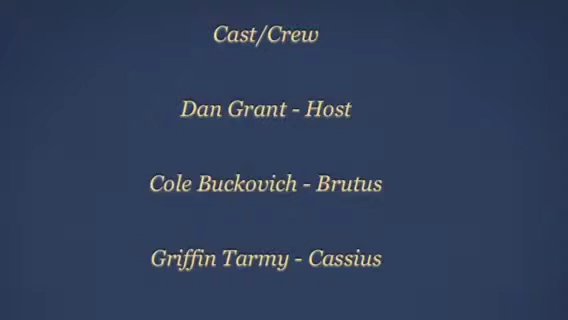 Cast/Crew
Dan Grant - Host
Cole Buckovich - Brutus
Griffin Tarmy - Cassius